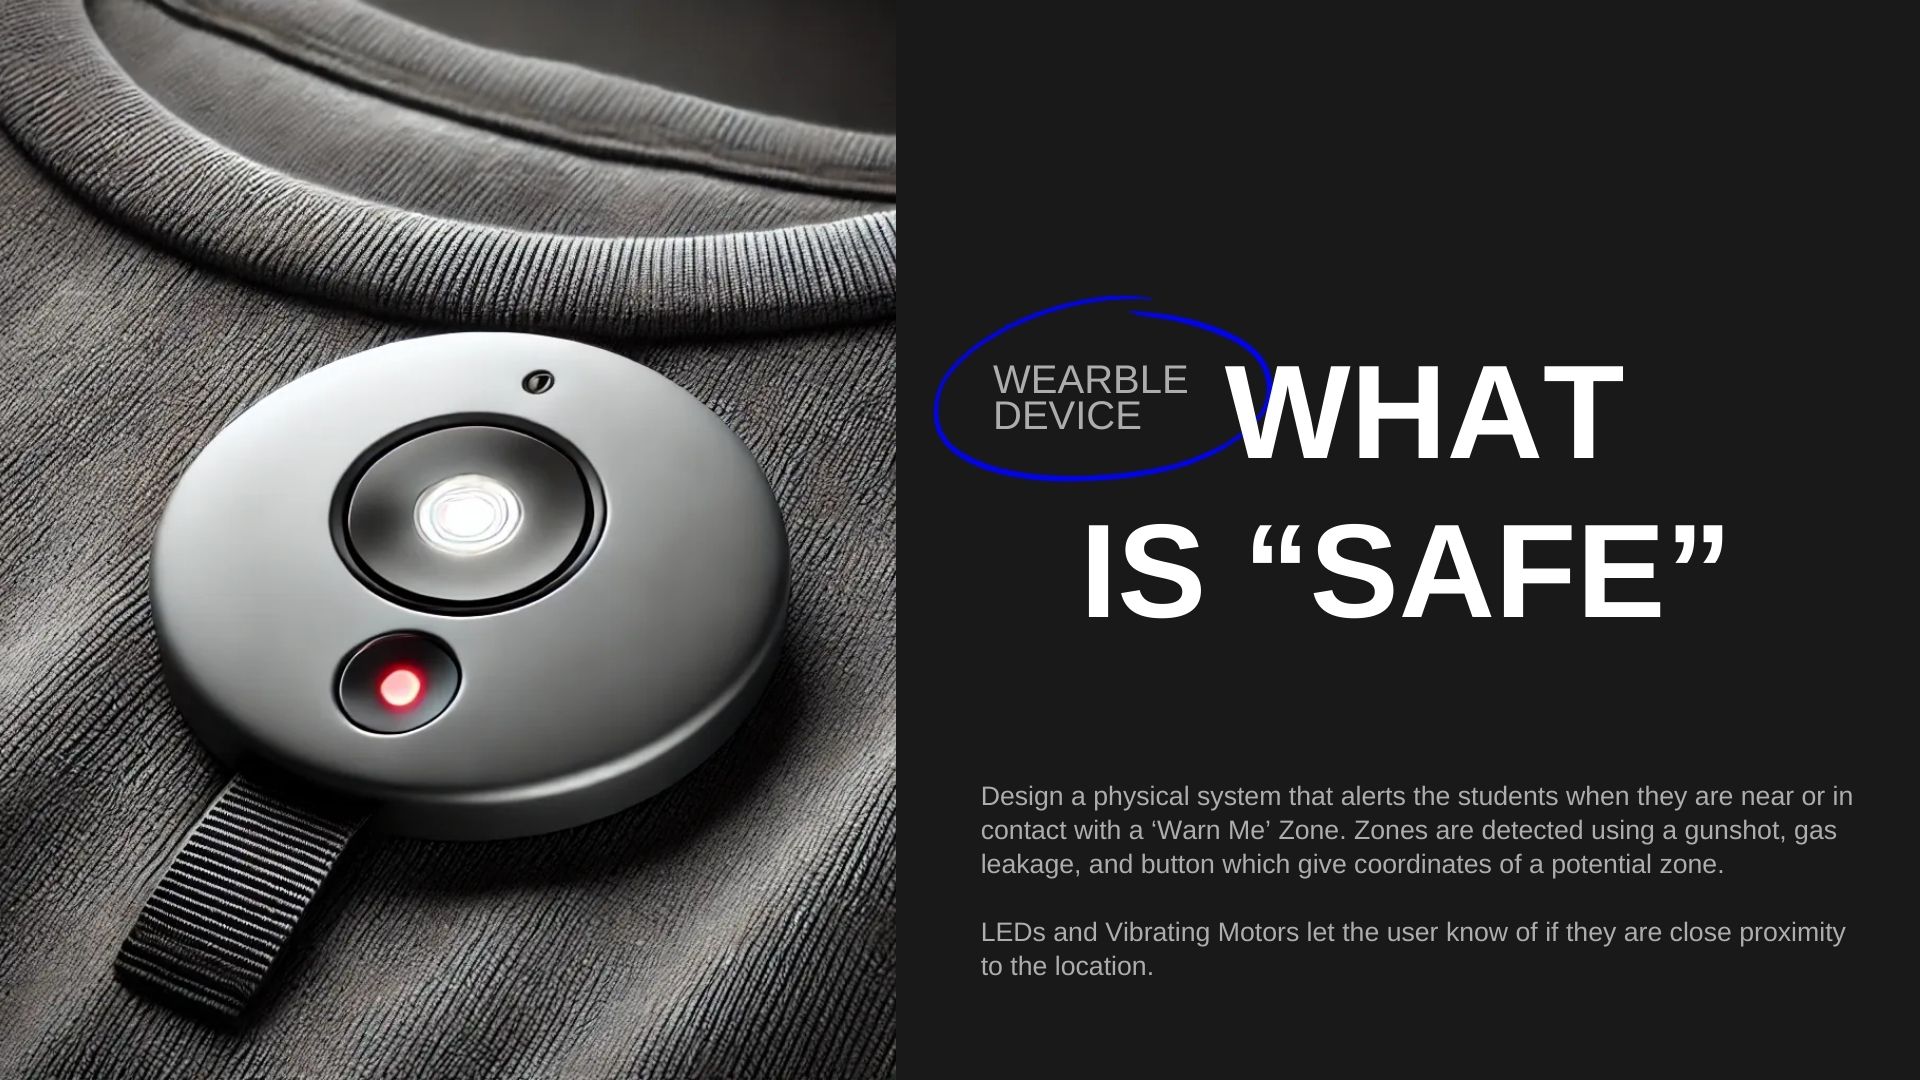 WEARBLE
DEVICE
WHAT
IS “SAFE”
Design a physical system that alerts the students when they are near or in
contact with a ‘Warn Me’ Zone. Zones are detected using a gunshot, gas
leakage, and button which give coordinates of a potential zone.
LEDs and Vibrating Motors let the user know of if they are close proximity
to the location.